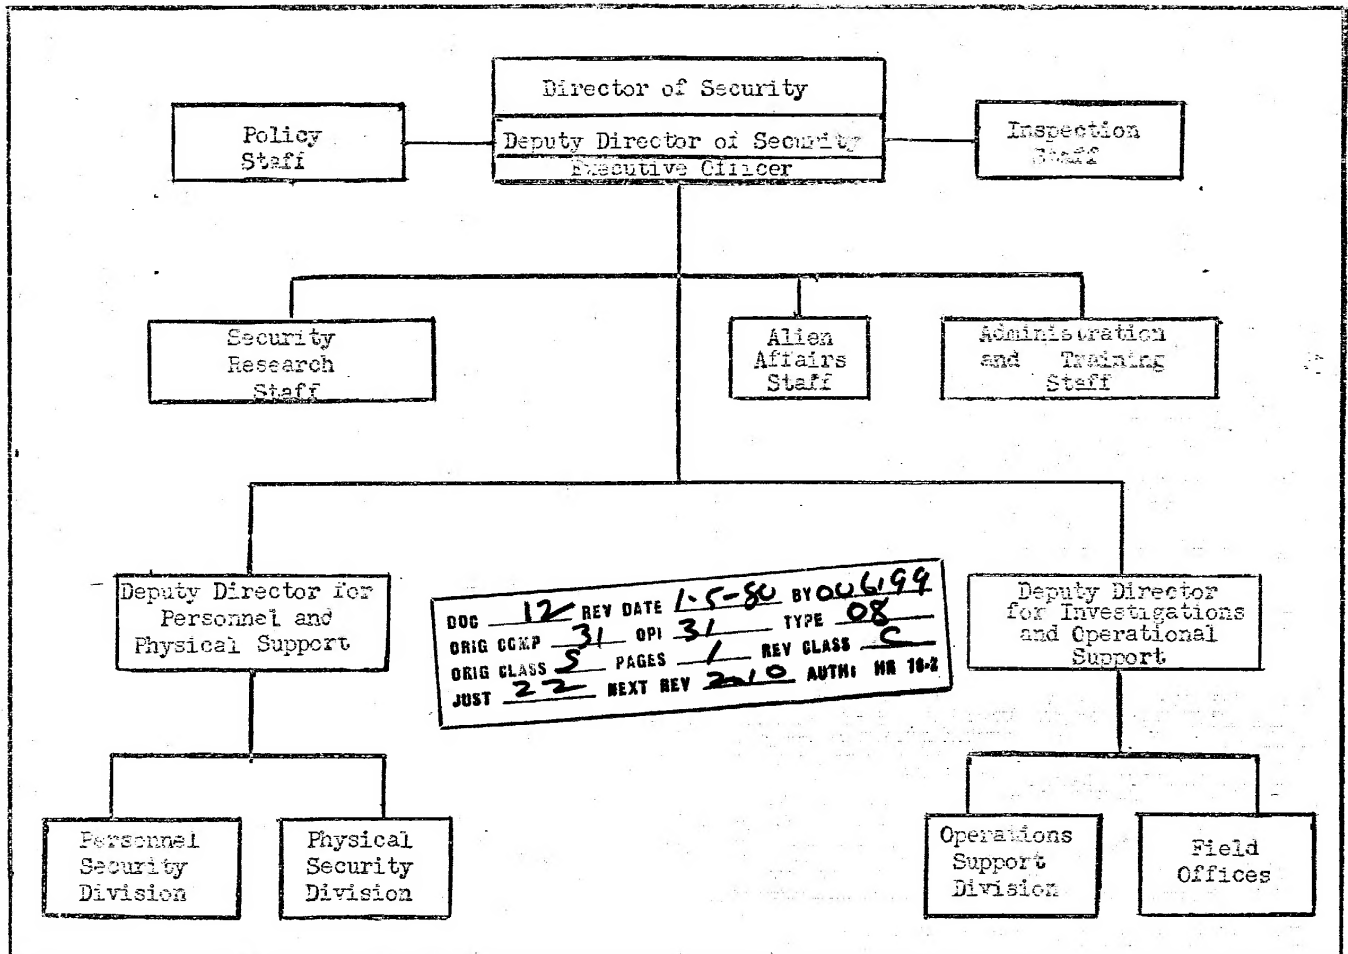 Director of Security
Policy
Staff
Deputy Director of Security
Executive Officer
Inspection
Staff
Security
Research
Staff
Alien
Affairs
Staff
Administration
and Training
Staff
Deputy Director for
Personnel and
Physical Support
DOC 12 REV DATE 1-5-80 BY 006199
ORIG COMP 31 OPI 31 TYPE 08
ORIG CLASS S PAGES 1 REV CLASS C
JUST 22 NEXT REV 2010 AUTH: HR 10-2
Deputy Director
for Investigations
and Operational
Support
Personnel
Security
Division
Physical
Security
Division
Operations
Support
Division
Field
Offices